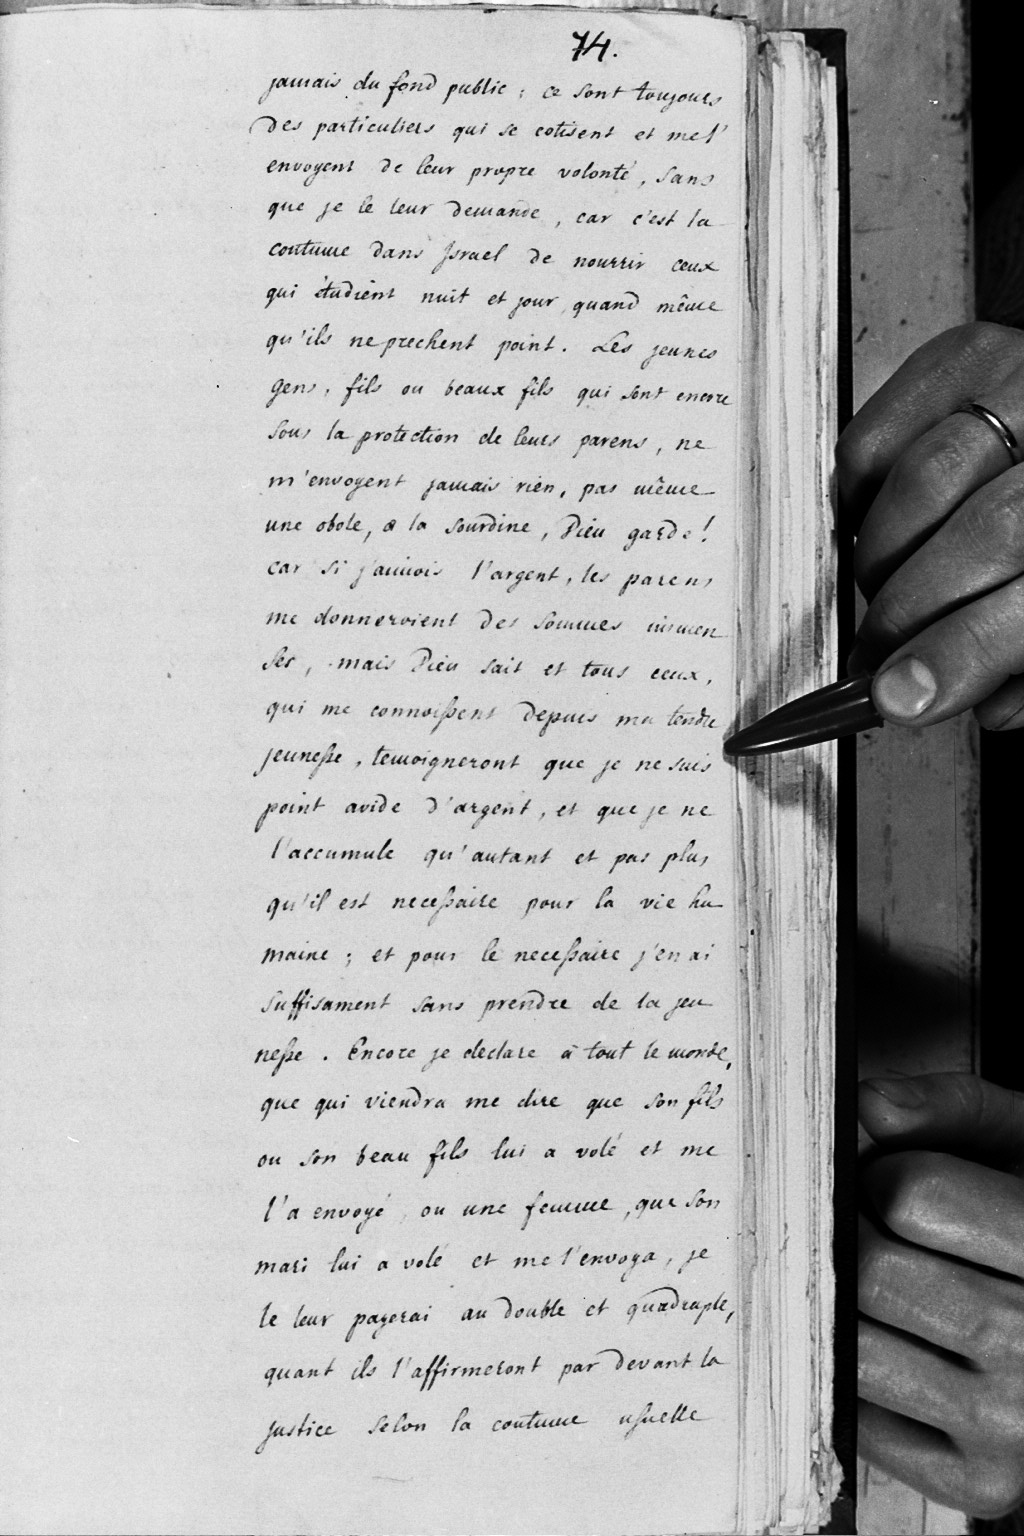 74.
jamais du fond public : ce sont toujours
des particuliers qui se cotisent et me l'
envoyent de leur propre volonté, sans
que je le leur demande, car c'est la
coutume dans Jsrael de nourrir ceux
qui étudient nuit et jour, quand même
qu'ils ne prechent point. Les jeunes
gens, fils ou beaux fils qui sont encore
sous la protection de leurs parens, ne
m'envoyent jamais rien, pas même
une obole, a la sourdine, Dieu garde!
car si j'aimois l'argent, les parens
me donneroient des sommes immen
ses, mais Dieu sait et tous ceux,
qui me connoissent depuis ma tendre
jeunesse, temoigneront que je ne suis
point avide d'argent, et que je ne
l'accumule qu'autant et pas plus
qu'il est necessaire pour la vie hu
maine ; et pour le necessaire j'en ai
suffisament sans prendre de la jeu
nesse. Encore je declare à tout le monde,
que qui viendra me dire que son fils
ou son beau fils lui a volé et me
l'a envoyé, ou une femme, que son
mari lui a volé et me l'envoya, je
le leur payerai au double et quadruple,
quant ils l'affirmeront par devant la
justice selon la coutume usuelle